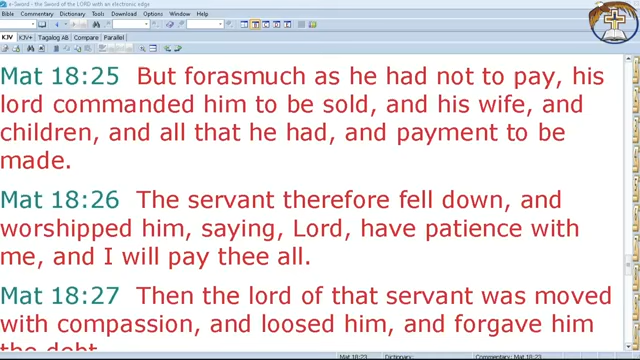 e-Sword - the Sword of the LORD with an electronic edge
File Edit Bible Commentary Dictionary Tools Download Options Window Help
KJV KJV+ Tagalog AB Compare Parallel
Mat 18:25 But forasmuch as he had not to pay, his
lord commanded him to be sold, and his wife, and
children, and all that he had, and payment to be
made.
Mat 18:26 The servant therefore fell down, and
worshipped him, saying, Lord, have patience with
me, and I will pay thee all.
Mat 18:27 Then the lord of that servant was moved
with compassion, and loosed him, and forgave him
the debt
Mat 18:23 Dictionary: Commentary: Mat 18:23